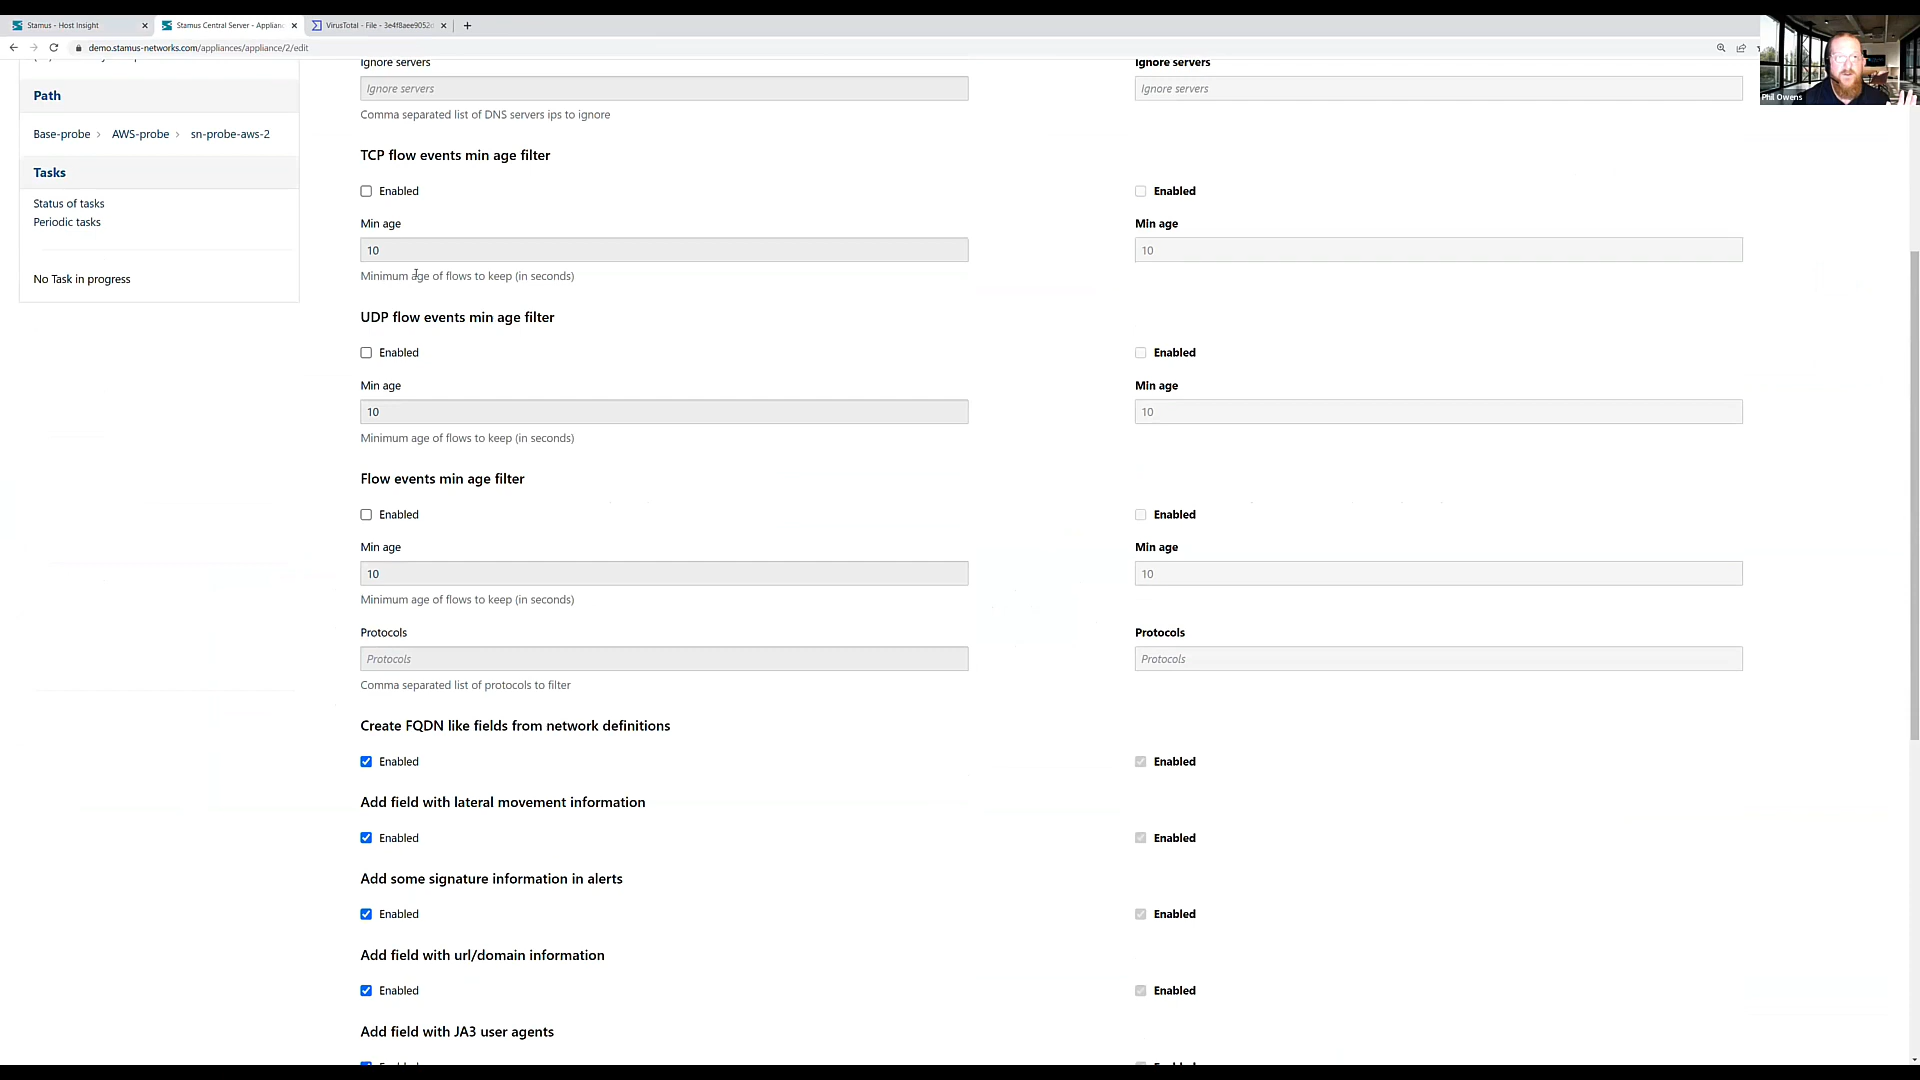 Stamus - Host Insight
Stamus Central Server - Applianc
VirusTotal - File - 3e4f8aee9052
demo.stamus-networks.com/appliances/appliance/2/edit
Phil Owens
Path
Base-probe > AWS-probe > sn-probe-aws-2
Tasks
Status of tasks
Periodic tasks
No Task in progress
Ignore servers
Ignore servers
Ignore servers
Ignore servers
Comma separated list of DNS servers ips to ignore
TCP flow events min age filter
Enabled
Enabled
Min age
Min age
10
10
Minimum age of flows to keep (in seconds)
UDP flow events min age filter
Enabled
Enabled
Min age
Min age
10
10
Minimum age of flows to keep (in seconds)
Flow events min age filter
Enabled
Enabled
Min age
Min age
10
10
Minimum age of flows to keep (in seconds)
Protocols
Protocols
Protocols
Protocols
Comma separated list of protocols to filter
Create FQDN like fields from network definitions
Enabled
Enabled
Add field with lateral movement information
Enabled
Enabled
Add some signature information in alerts
Enabled
Enabled
Add field with url/domain information
Enabled
Enabled
Add field with JA3 user agents